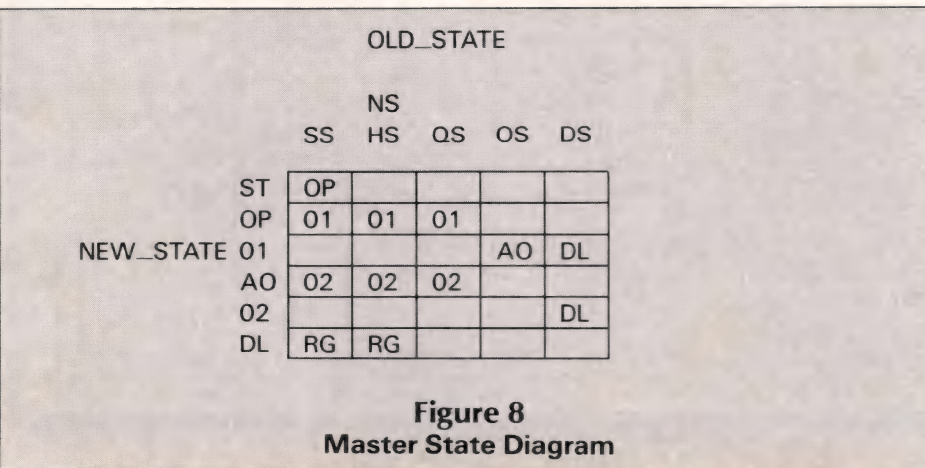 OLD_STATE
NS
SS HS QS OS DS
ST OP
OP 01 01 01
NEW_STATE 01 AO DL
AO 02 02 02
02 DL
DL RG RG
Figure 8
Master State Diagram